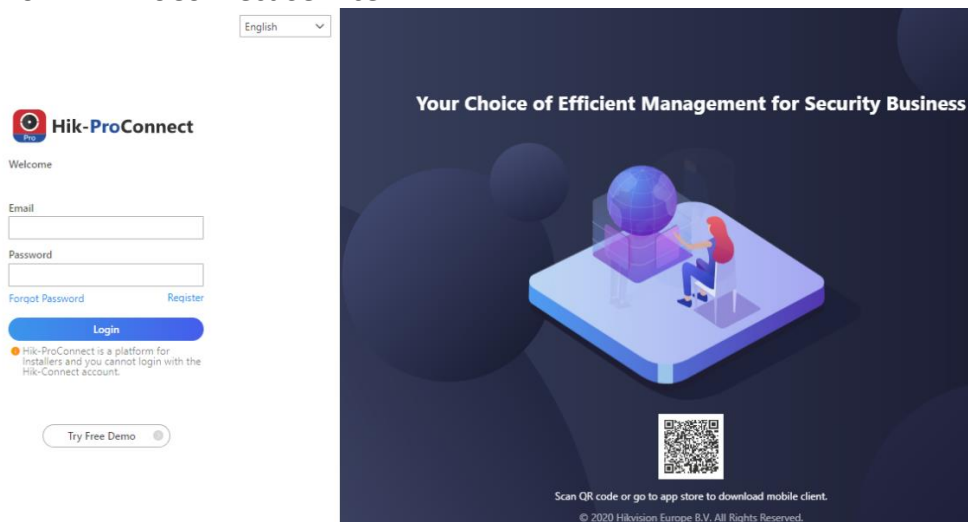 English
Hik-ProConnect
Pro
Welcome
Email
Password
Forgot Password Register
Login
Hik-ProConnect is a platform for
Installers and you cannot login with the
Hik-Connect account.
Try Free Demo
Your Choice of Efficient Management for Security Business
Scan QR code or go to app store to download mobile client.
© 2020 Hikvision Europe B.V. All Rights Reserved.